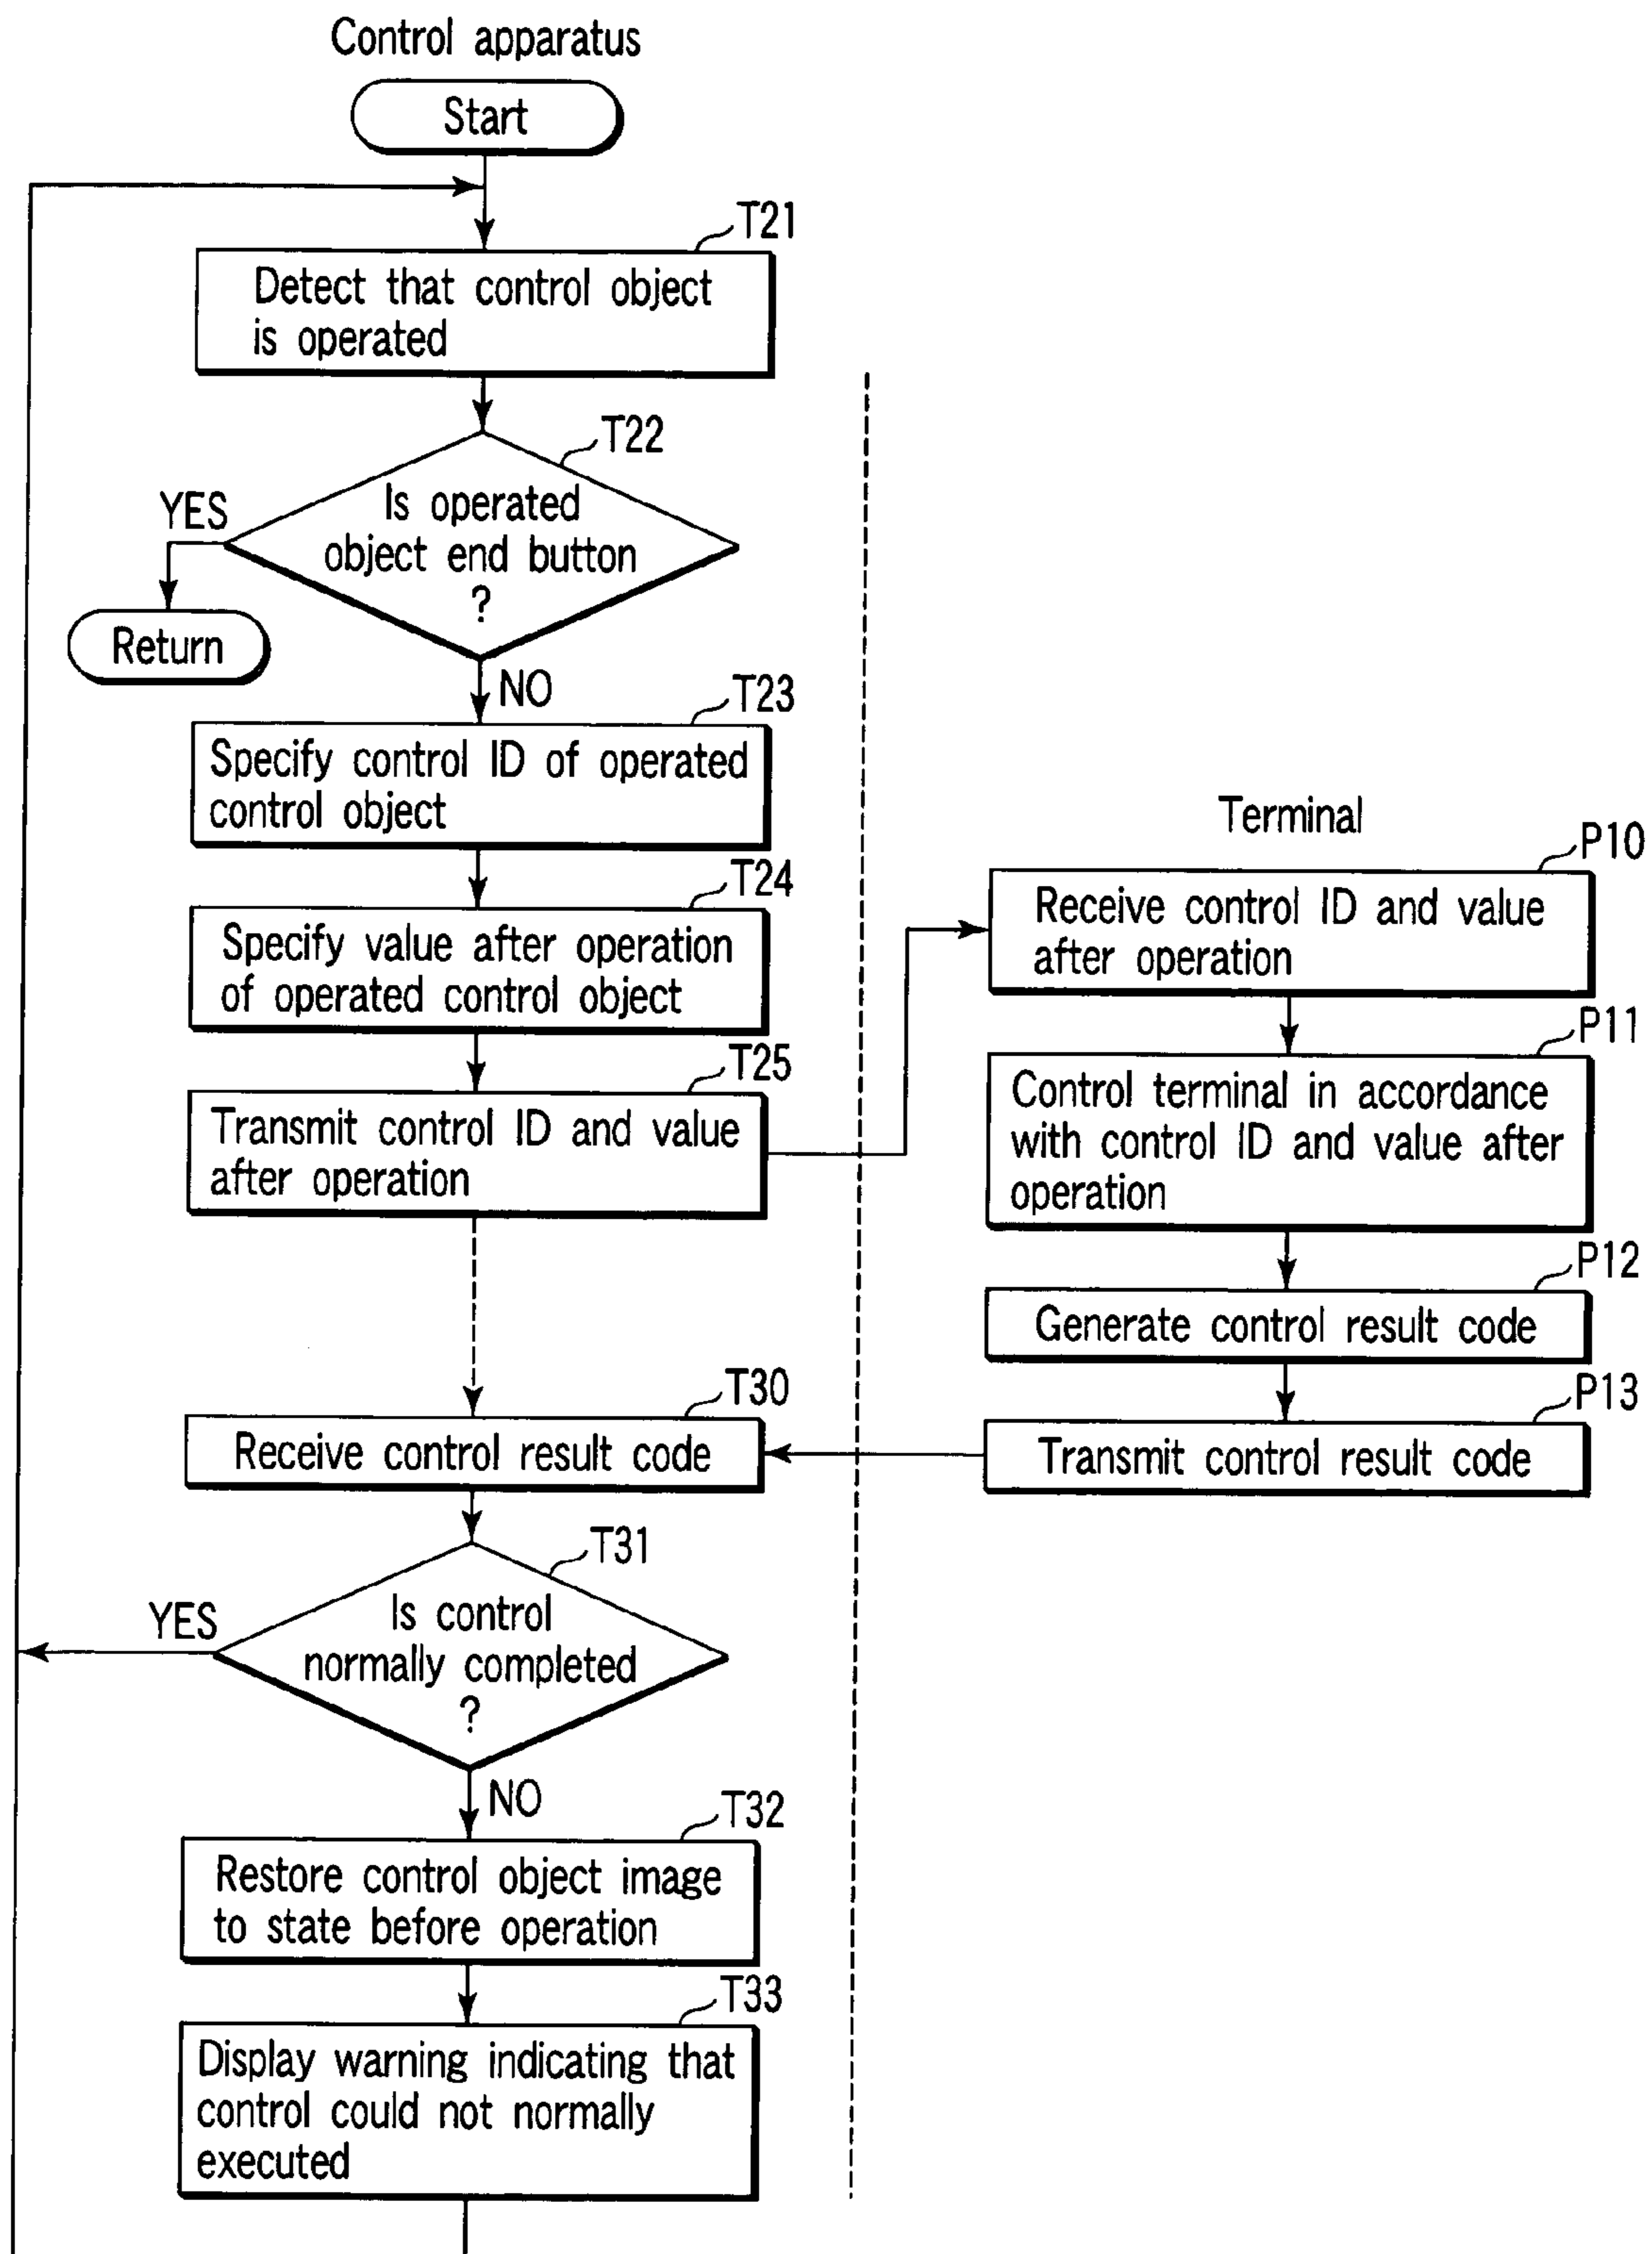 Control apparatus
Start
T21
Detect that control object
is operated
T22
YES
Is operated
object end button
?
Return
NO
T23
Specify control ID of operated
control object
T24
Specify value after operation
of operated control object
T25
Transmit control ID and value
after operation
Terminal
P10
Receive control ID and value
after operation
P11
Control terminal in accordance
with control ID and value after
operation
P12
Generate control result code
P13
Transmit control result code
T30
Receive control result code
T31
YES
Is control
normally completed
?
NO
T32
Restore control object image
to state before operation
T33
Display warning indicating that
control could not normally
executed